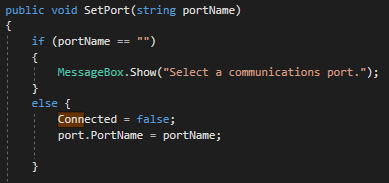 public void SetPort(string portName)
{
if (portName == "")
{
MessageBox.Show("Select a communications port.");
}
else {
Connected = false;
port.PortName = portName;
}